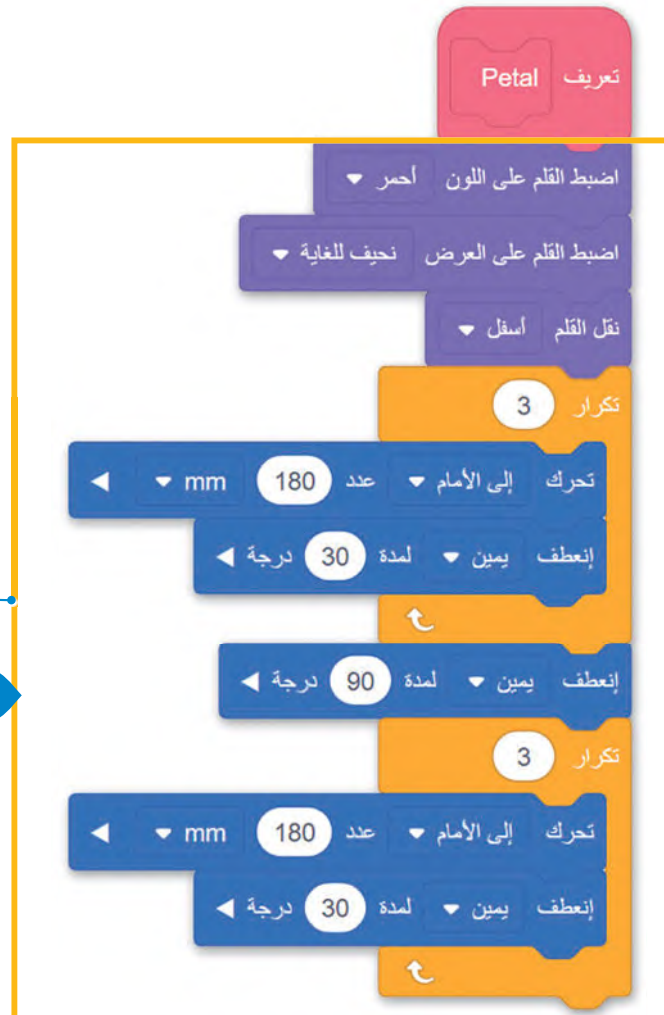 تعريف Petal
اضبط القلم على اللون أحمر
اضبط القلم على العرض نحيف للغاية
نقل القلم أسفل
تكرار 3
تحرك إلى الأمام عدد 180 mm
إنعطف يمين لمدة 30 درجة
إنعطف يمين لمدة 90 درجة
تكرار 3
تحرك إلى الأمام عدد 180 mm
إنعطف يمين لمدة 30 درجة